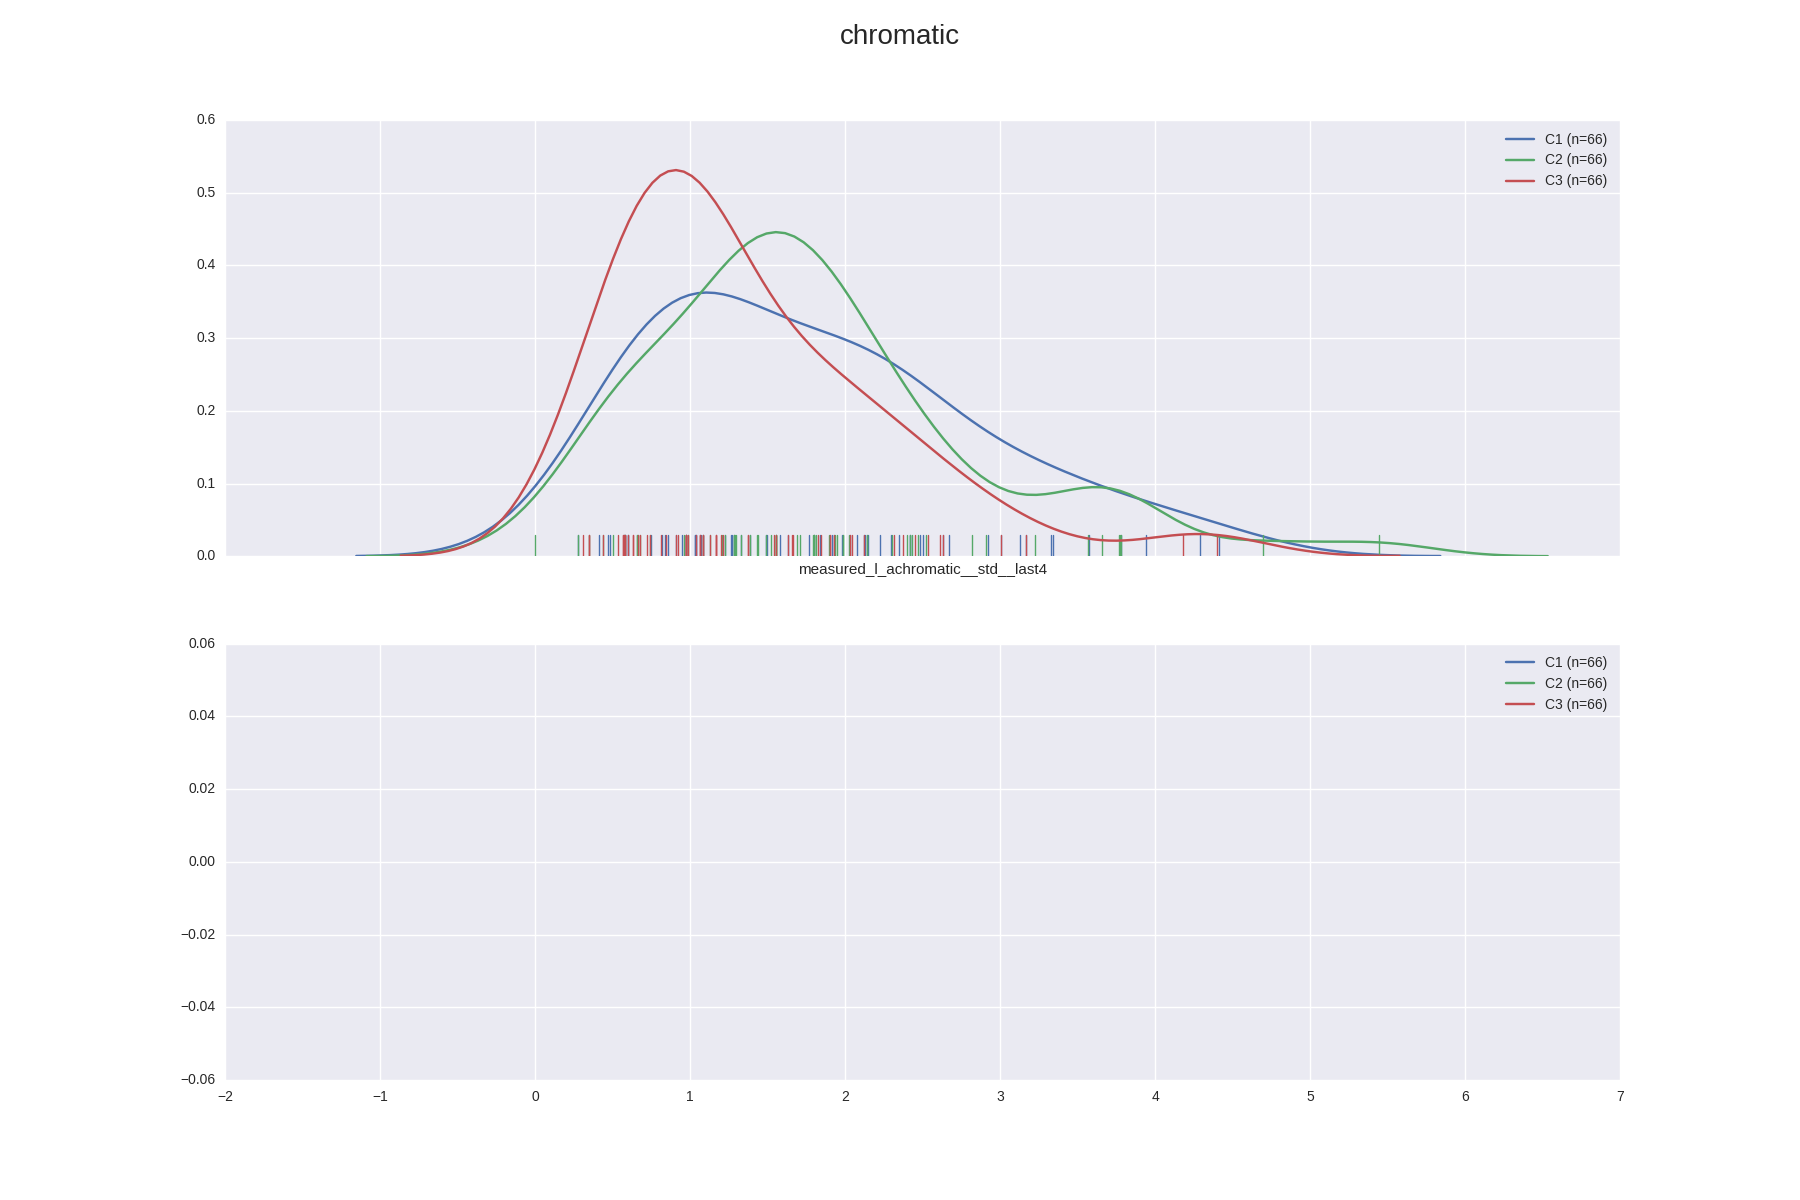 chromatic
0.6
0.5
0.4
0.3
0.2
0.1
0.0
C1 (n=66)
C2 (n=66)
C3 (n=66)
measured_l_achromatic__std__last4
0.06
0.04
0.02
0.00
−0.02
−0.04
−0.06
C1 (n=66)
C2 (n=66)
C3 (n=66)
−2 −1 0 1 2 3 4 5 6 7